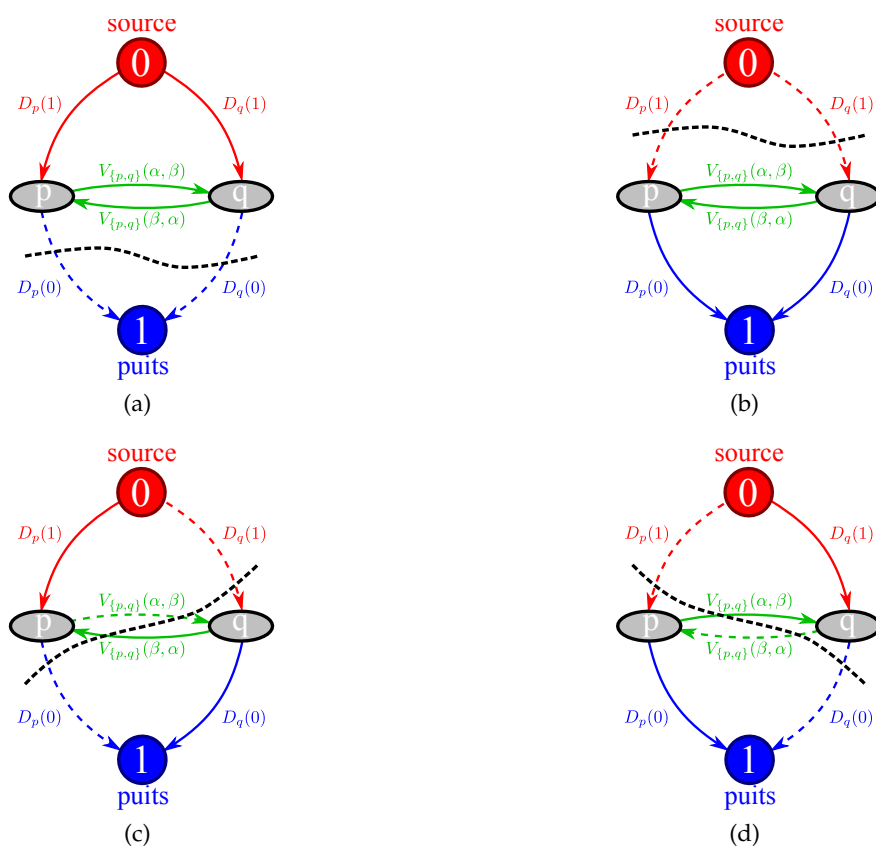 source
source
0
0
D_p(1)
D_q(1)
D_p(1)
D_q(1)
V_{p,q}(α, β)
V_{p,q}(α, β)
p
q
p
q
V_{p,q}(β, α)
V_{p,q}(β, α)
D_p(0)
D_q(0)
D_p(0)
D_q(0)
1
1
puits
puits
(a)
(b)
source
source
0
0
D_p(1)
D_q(1)
D_p(1)
D_q(1)
V_{p,q}(α, β)
V_{p,q}(α, β)
p
q
p
q
V_{p,q}(β, α)
V_{p,q}(β, α)
D_p(0)
D_q(0)
D_p(0)
D_q(0)
1
1
puits
puits
(c)
(d)